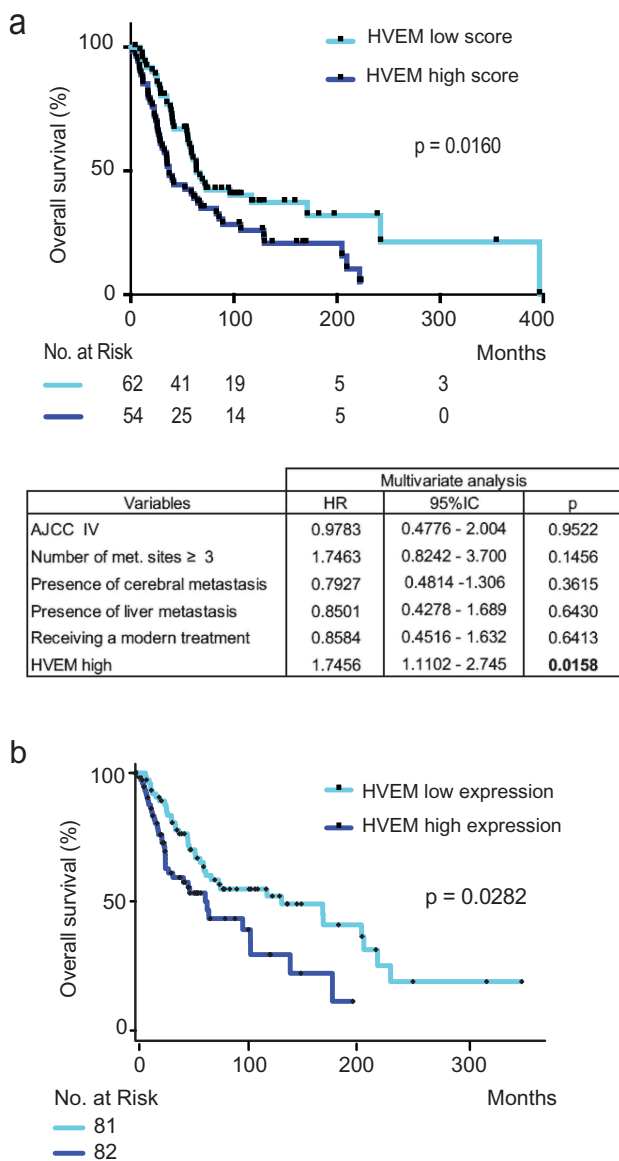 a
100
50
0
Overall survival (%)
HVEM low score
HVEM high score
p = 0.0160
0 100 200 300 400
No. at Risk
Months
62 41 19 5 3
54 25 14 5 0
Multivariate analysis
Variables HR 95%IC p
AJCC IV 0.9783 0.4776 - 2.004 0.9522
Number of met. sites ≥ 3 1.7463 0.8242 - 3.700 0.1456
Presence of cerebral metastasis 0.7927 0.4814 -1.306 0.3615
Presence of liver metastasis 0.8501 0.4278 - 1.689 0.6430
Receiving a modern treatment 0.8584 0.4516 - 1.632 0.6413
HVEM high 1.7456 1.1102 - 2.745 0.0158
b
100
50
0
Overall survival (%)
HVEM low expression
HVEM high expression
p = 0.0282
0 100 200 300
No. at Risk
Months
81
82